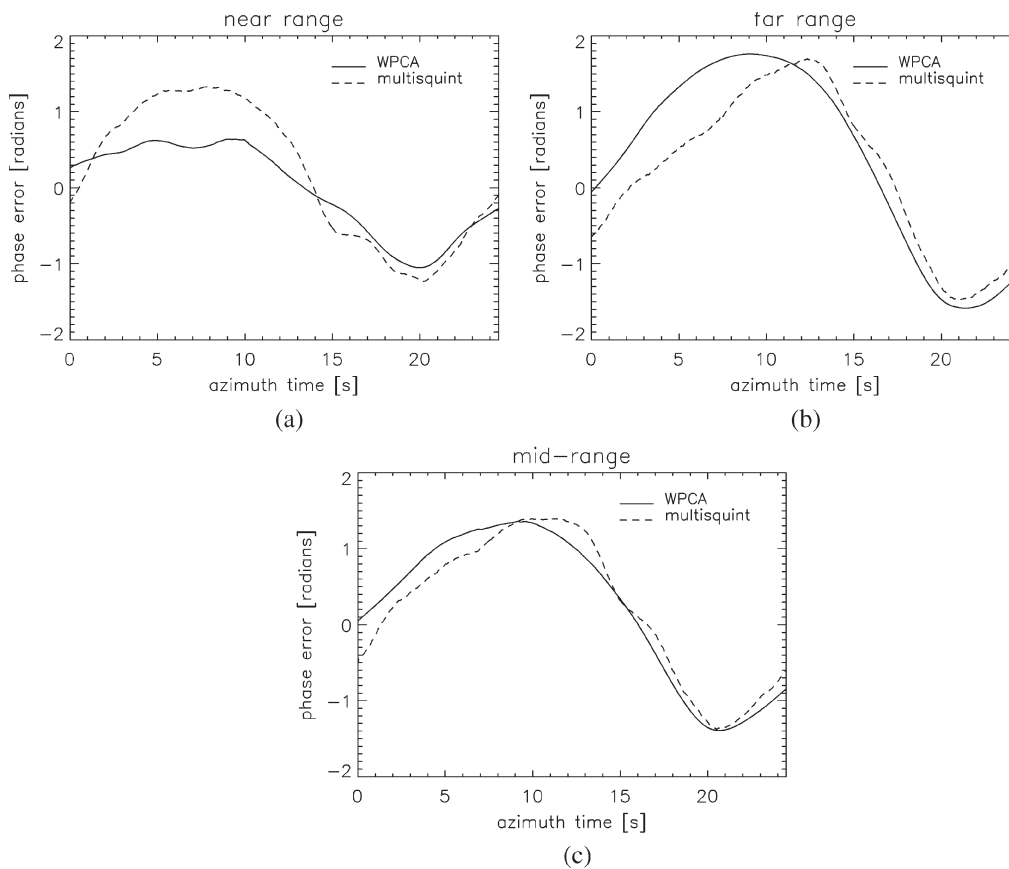 near range
WPCA
multisquint
phase error [radians]
2
1
0
−1
−2
0 5 10 15 20
azimuth time [s]
(a)
far range
WPCA
multisquint
phase error [radians]
2
1
0
−1
−2
0 5 10 15 20
azimuth time [s]
(b)
mid−range
WPCA
multisquint
phase error [radians]
2
1
0
−1
−2
0 5 10 15 20
azimuth time [s]
(c)